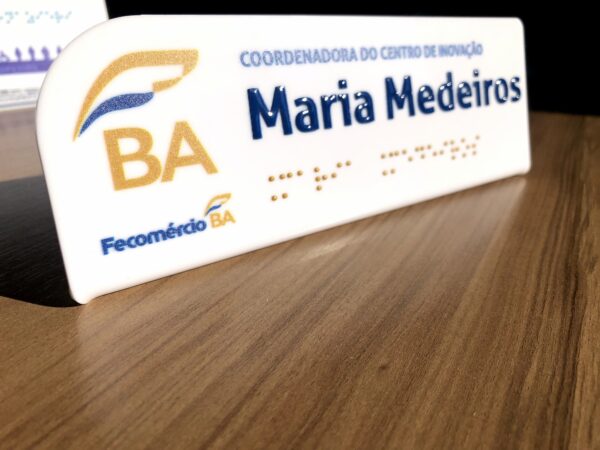 COORDENADORA DO CENTRO DE INOVAÇÃO
Maria Medeiros
BA
Fecomércio BA